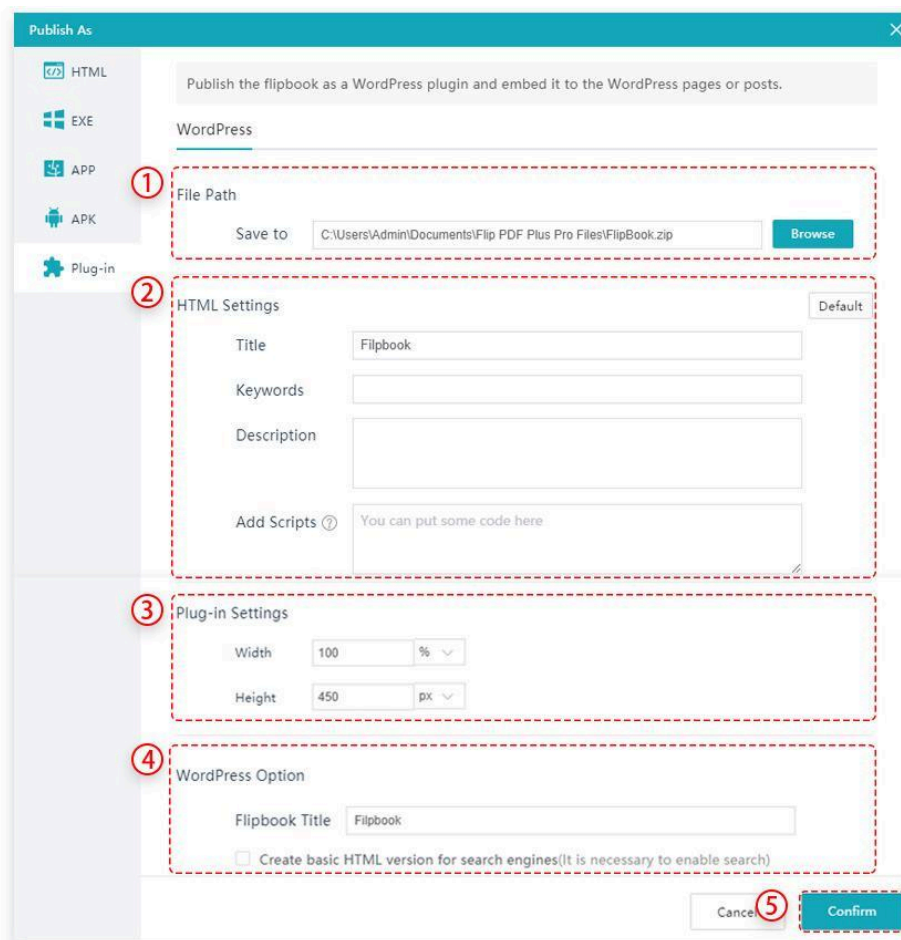 Publish As
HTML
EXE
APP
APK
Plug-in
Publish the flipbook as a WordPress plugin and embed it to the WordPress pages or posts.
WordPress
①
File Path
Save to C:\Users\Admin\Documents\Flip PDF Plus Pro Files\FlipBook.zip Browse
②
HTML Settings Default
Title Filpbook
Keywords
Description
Add Scripts ? You can put some code here
③
Plug-in Settings
Width 100 %
Height 450 px
④
WordPress Option
Flipbook Title Filpbook
Create basic HTML version for search engines(It is necessary to enable search)
Cancel ⑤ Confirm